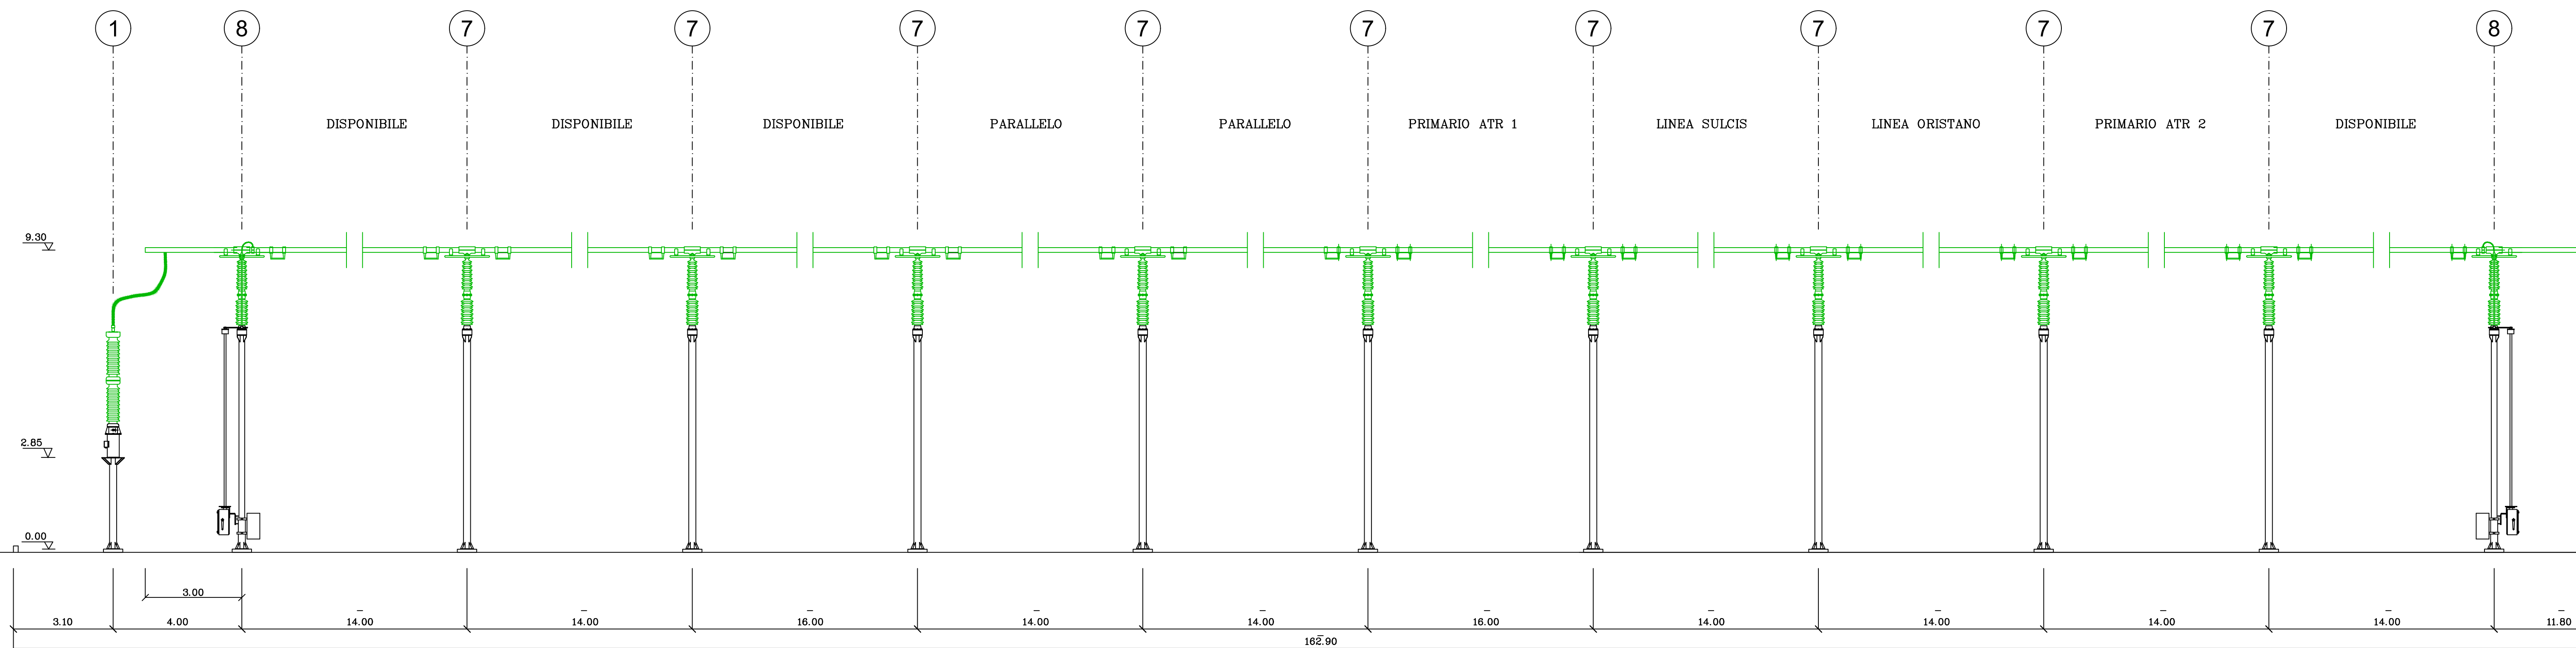 1 8 7 7 7 7 7 7 7 7 7 8
DISPONIBILE DISPONIBILE DISPONIBILE PARALLELO PARALLELO PRIMARIO ATR 1 LINEA SULCIS LINEA ORISTANO PRIMARIO ATR 2 DISPONIBILE
9.30
2.85
0.00
3.00
3.10 4.00 14.00 14.00 16.00 14.00 14.00 16.00 14.00 14.00 14.00 14.00 11.80
162.90